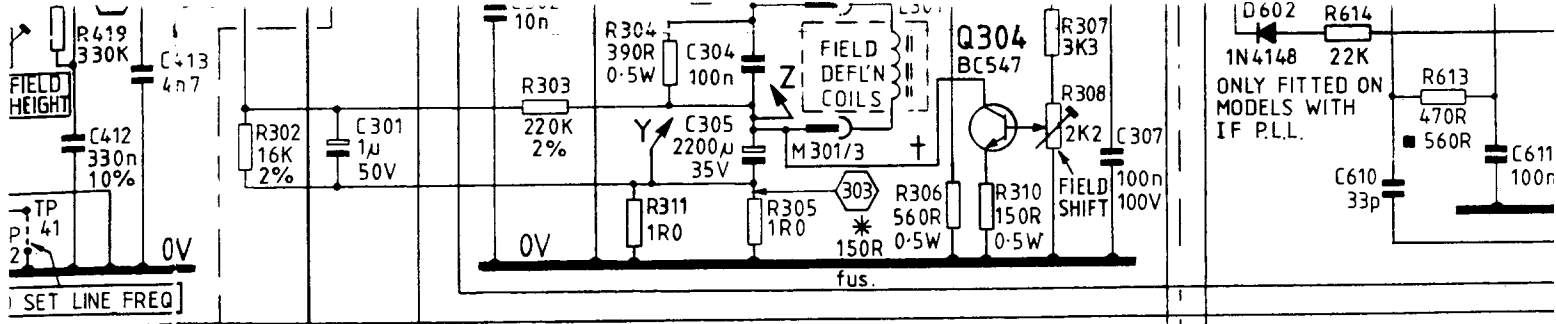 R419
330K
C413
4n7
FIELD
HEIGHT
C412
330n
10%
TP
41
0V
SET LINE FREQ
R302
16K
2%
C301
1µ
50V
10n
R303
220K
2%
R304
390R
0·5W
C304
100n
Y
Z
C305
2200µ
35V
R311
1R0
R305
1R0
0V
FIELD
DEFL'N
COILS
M301/3
303
150R
fus.
Q304
BC547
R306
560R
0·5W
R310
150R
0·5W
R307
3K3
R308
2K2
FIELD
SHIFT
C307
100n
100V
D602
1N4148
R614
22K
ONLY FITTED ON
MODELS WITH
IF P.L.L.
R613
470R
560R
C610
33p
C611
100n